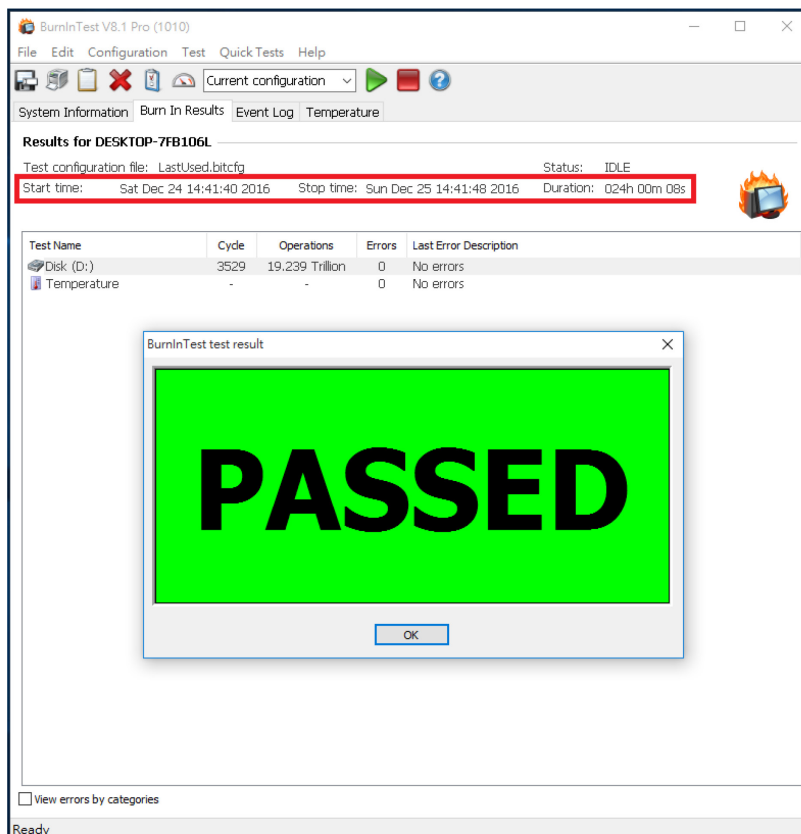 BurnInTest V8.1 Pro (1010)
File Edit Configuration Test Quick Tests Help
Current configuration
System Information Burn In Results Event Log Temperature
Results for DESKTOP-7FB106L
Test configuration file: LastUsed.bitcfg Status: IDLE
Start time: Sat Dec 24 14:41:40 2016 Stop time: Sun Dec 25 14:41:48 2016 Duration: 024h 00m 08s
Test Name Cycle Operations Errors Last Error Description
Disk (D:) 3529 19.239 Trillion 0 No errors
Temperature - - 0 No errors
BurnInTest test result
PASSED
OK
View errors by categories
Ready